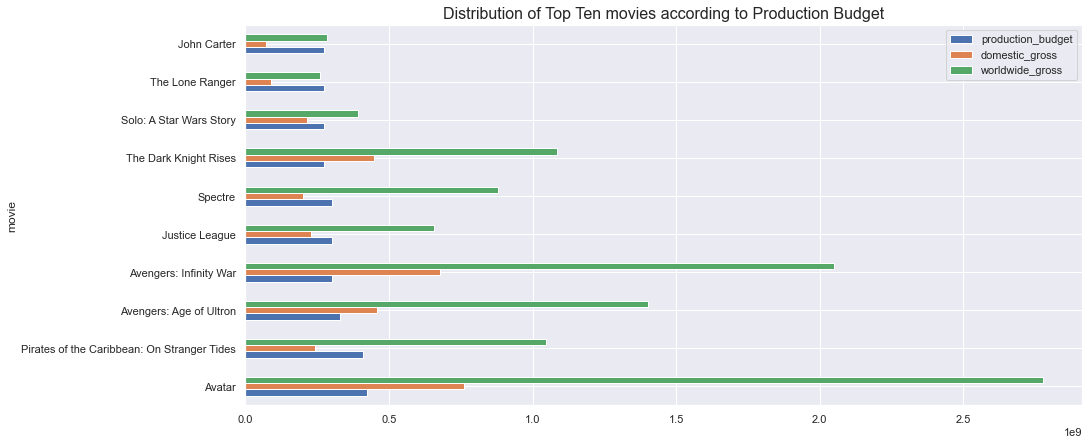 Distribution of Top Ten movies according to Production Budget
production_budget
domestic_gross
worldwide_gross
movie
John Carter
The Lone Ranger
Solo: A Star Wars Story
The Dark Knight Rises
Spectre
Justice League
Avengers: Infinity War
Avengers: Age of Ultron
Pirates of the Caribbean: On Stranger Tides
Avatar
0.0 0.5 1.0 1.5 2.0 2.5
1e9